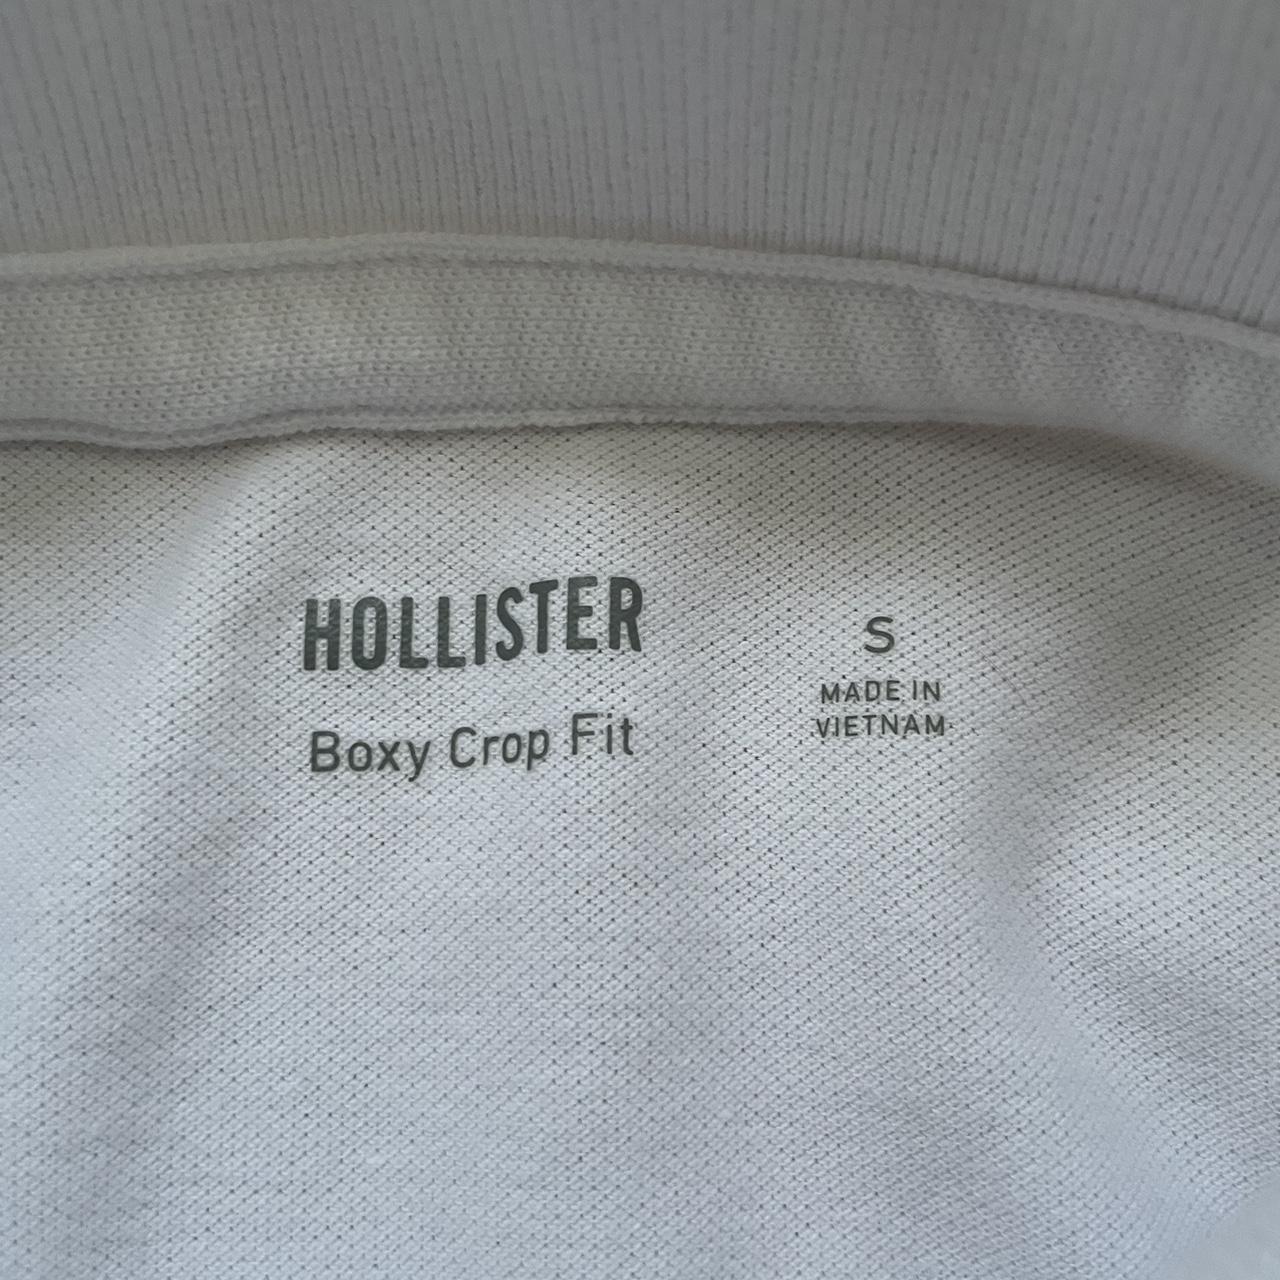 HOLLISTER
Boxy Crop Fit
S
MADE IN
VIETNAM